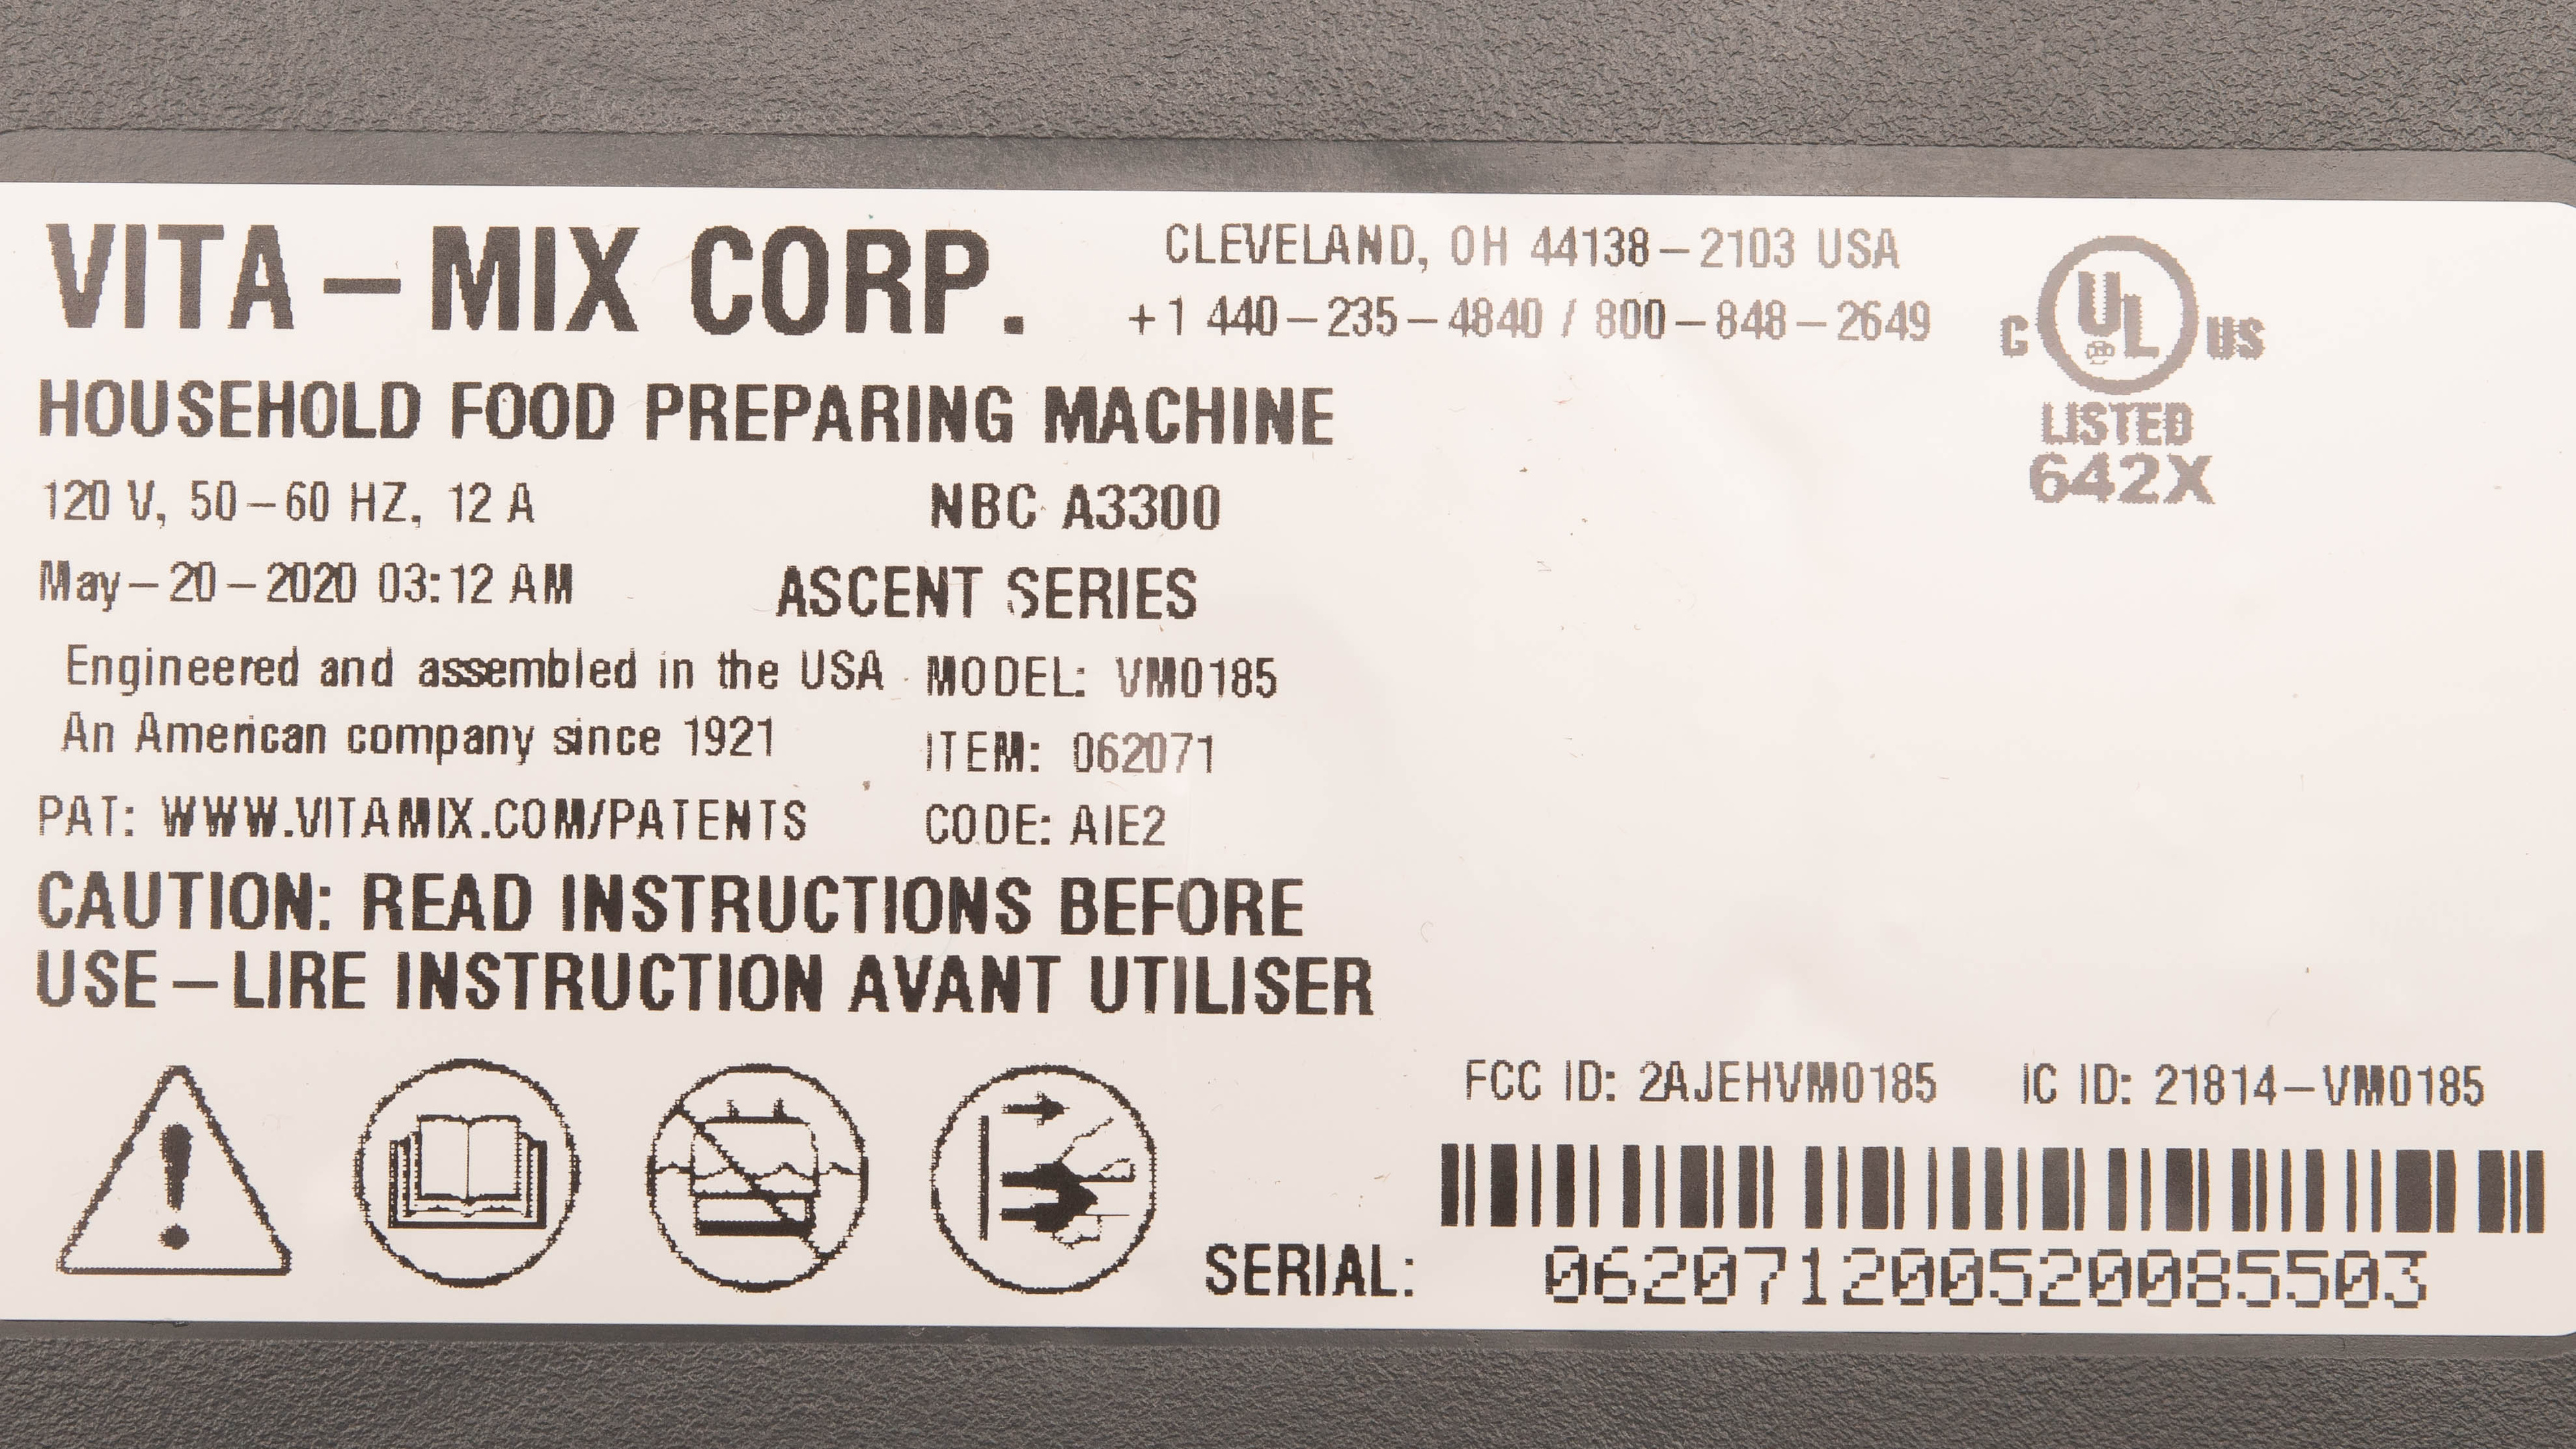 VITA-MIX CORP.
CLEVELAND, OH 44138-2103 USA
+1 440-235-4840 / 800-848-2649
C UL US
LISTED
642X
HOUSEHOLD FOOD PREPARING MACHINE
120 V, 50-60 HZ, 12 A
NBC A3300
May-20-2020 03:12 AM
ASCENT SERIES
Engineered and assembled in the USA
MODEL: VM0185
An American company since 1921
ITEM: 062071
PAT: WWW.VITAMIX.COM/PATENTS
CODE: AIE2
CAUTION: READ INSTRUCTIONS BEFORE
USE-LIRE INSTRUCTION AVANT UTILISER
FCC ID: 2AJEHVM0185 IC ID: 21814-VM0185
SERIAL: 062071200520085503